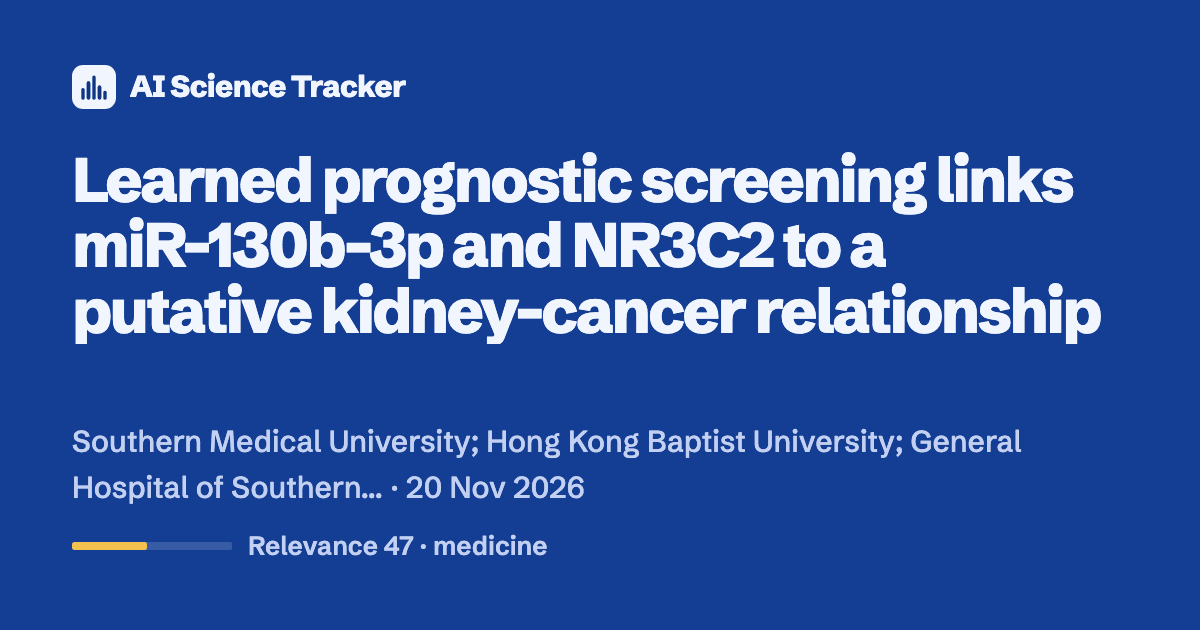 AI Science Tracker
Learned prognostic screening links
miR-130b-3p and NR3C2 to a
putative kidney-cancer relationship
Southern Medical University; Hong Kong Baptist University; General
Hospital of Southern... · 20 Nov 2026
Relevance 47 · medicine